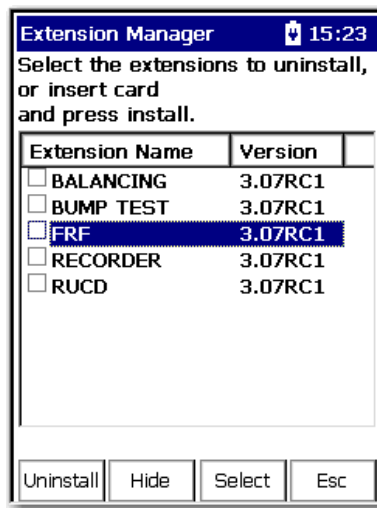 Extension Manager 15:23
Select the extensions to uninstall,
or insert card
and press install.
Extension Name Version
BALANCING 3.07RC1
BUMP TEST 3.07RC1
FRF 3.07RC1
RECORDER 3.07RC1
RUCD 3.07RC1
Uninstall Hide Select Esc